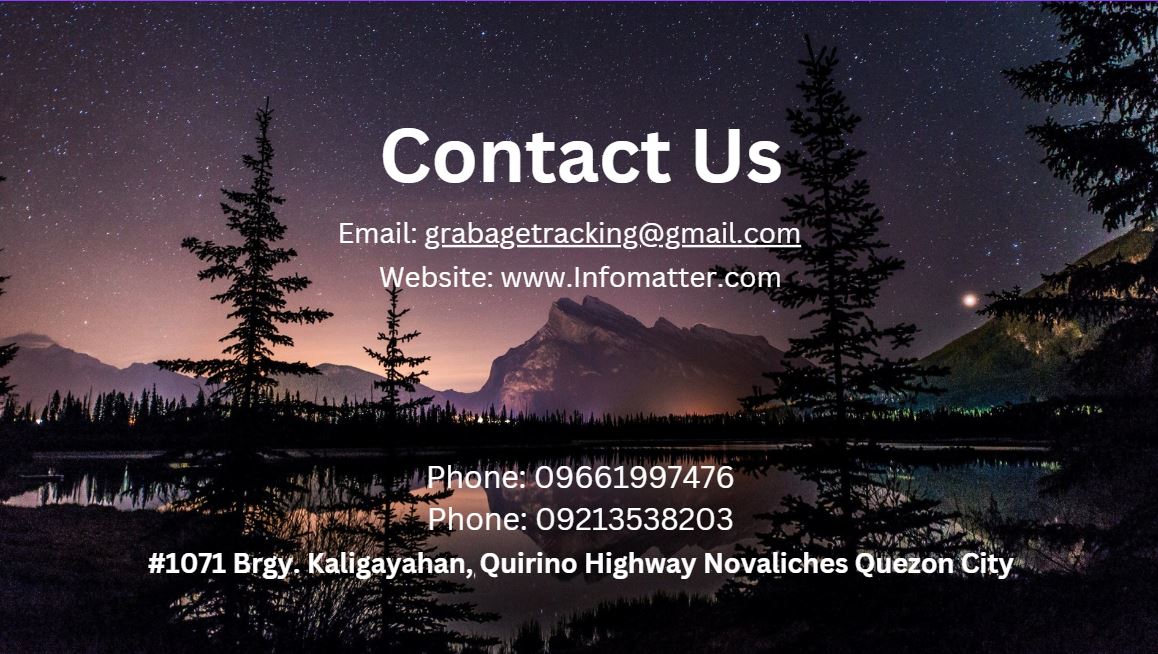 Contact Us
Email: grabagetracking@gmail.com
Website: www.Infomatter.com
Phone: 09661997476
Phone: 09213538203
#1071 Brgy. Kaligayahan, Quirino Highway Novaliches Quezon City